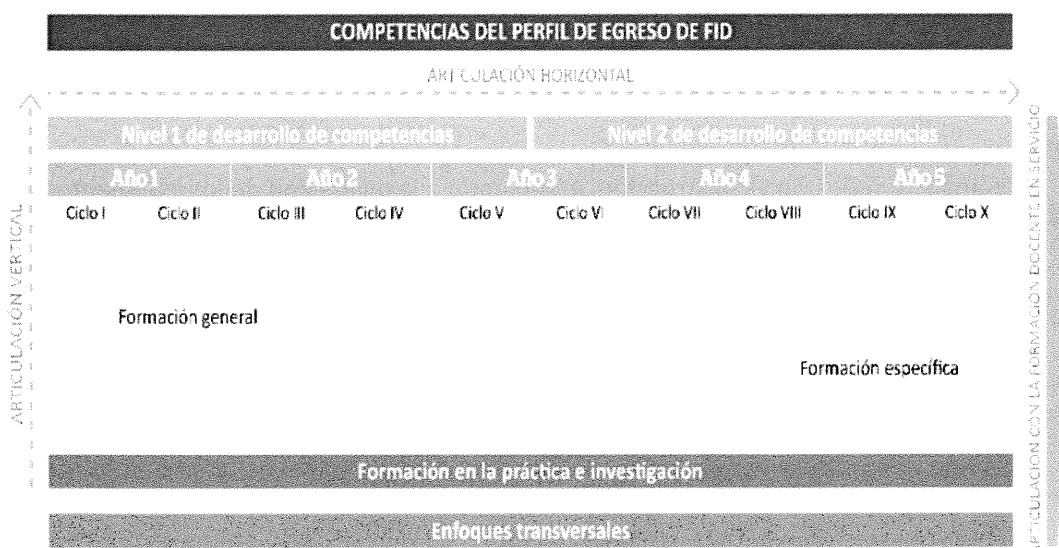 COMPETENCIAS DEL PERFIL DE EGRESO DE FID
ARTICULACIÓN HORIZONTAL
Nivel 1 de desarrollo de competencias
Nivel 2 de desarrollo de competencias
Año 1
Año 2
Año 3
Año 4
Año 5
Ciclo I
Ciclo II
Ciclo III
Ciclo IV
Ciclo V
Ciclo VI
Ciclo VII
Ciclo VIII
Ciclo IX
Ciclo X
ARTICULACIÓN VERTICAL
Formación general
Formación específica
Formación en la práctica e investigación
Enfoques transversales
ARTICULACIÓN CON LA FORMACIÓN DOCENTE EN SERVICIO